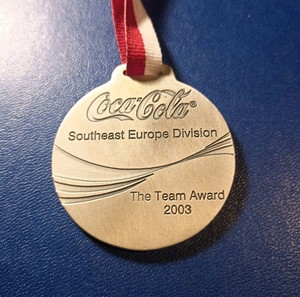 Coca-Cola®
Southeast Europe Division
The Team Award
2003